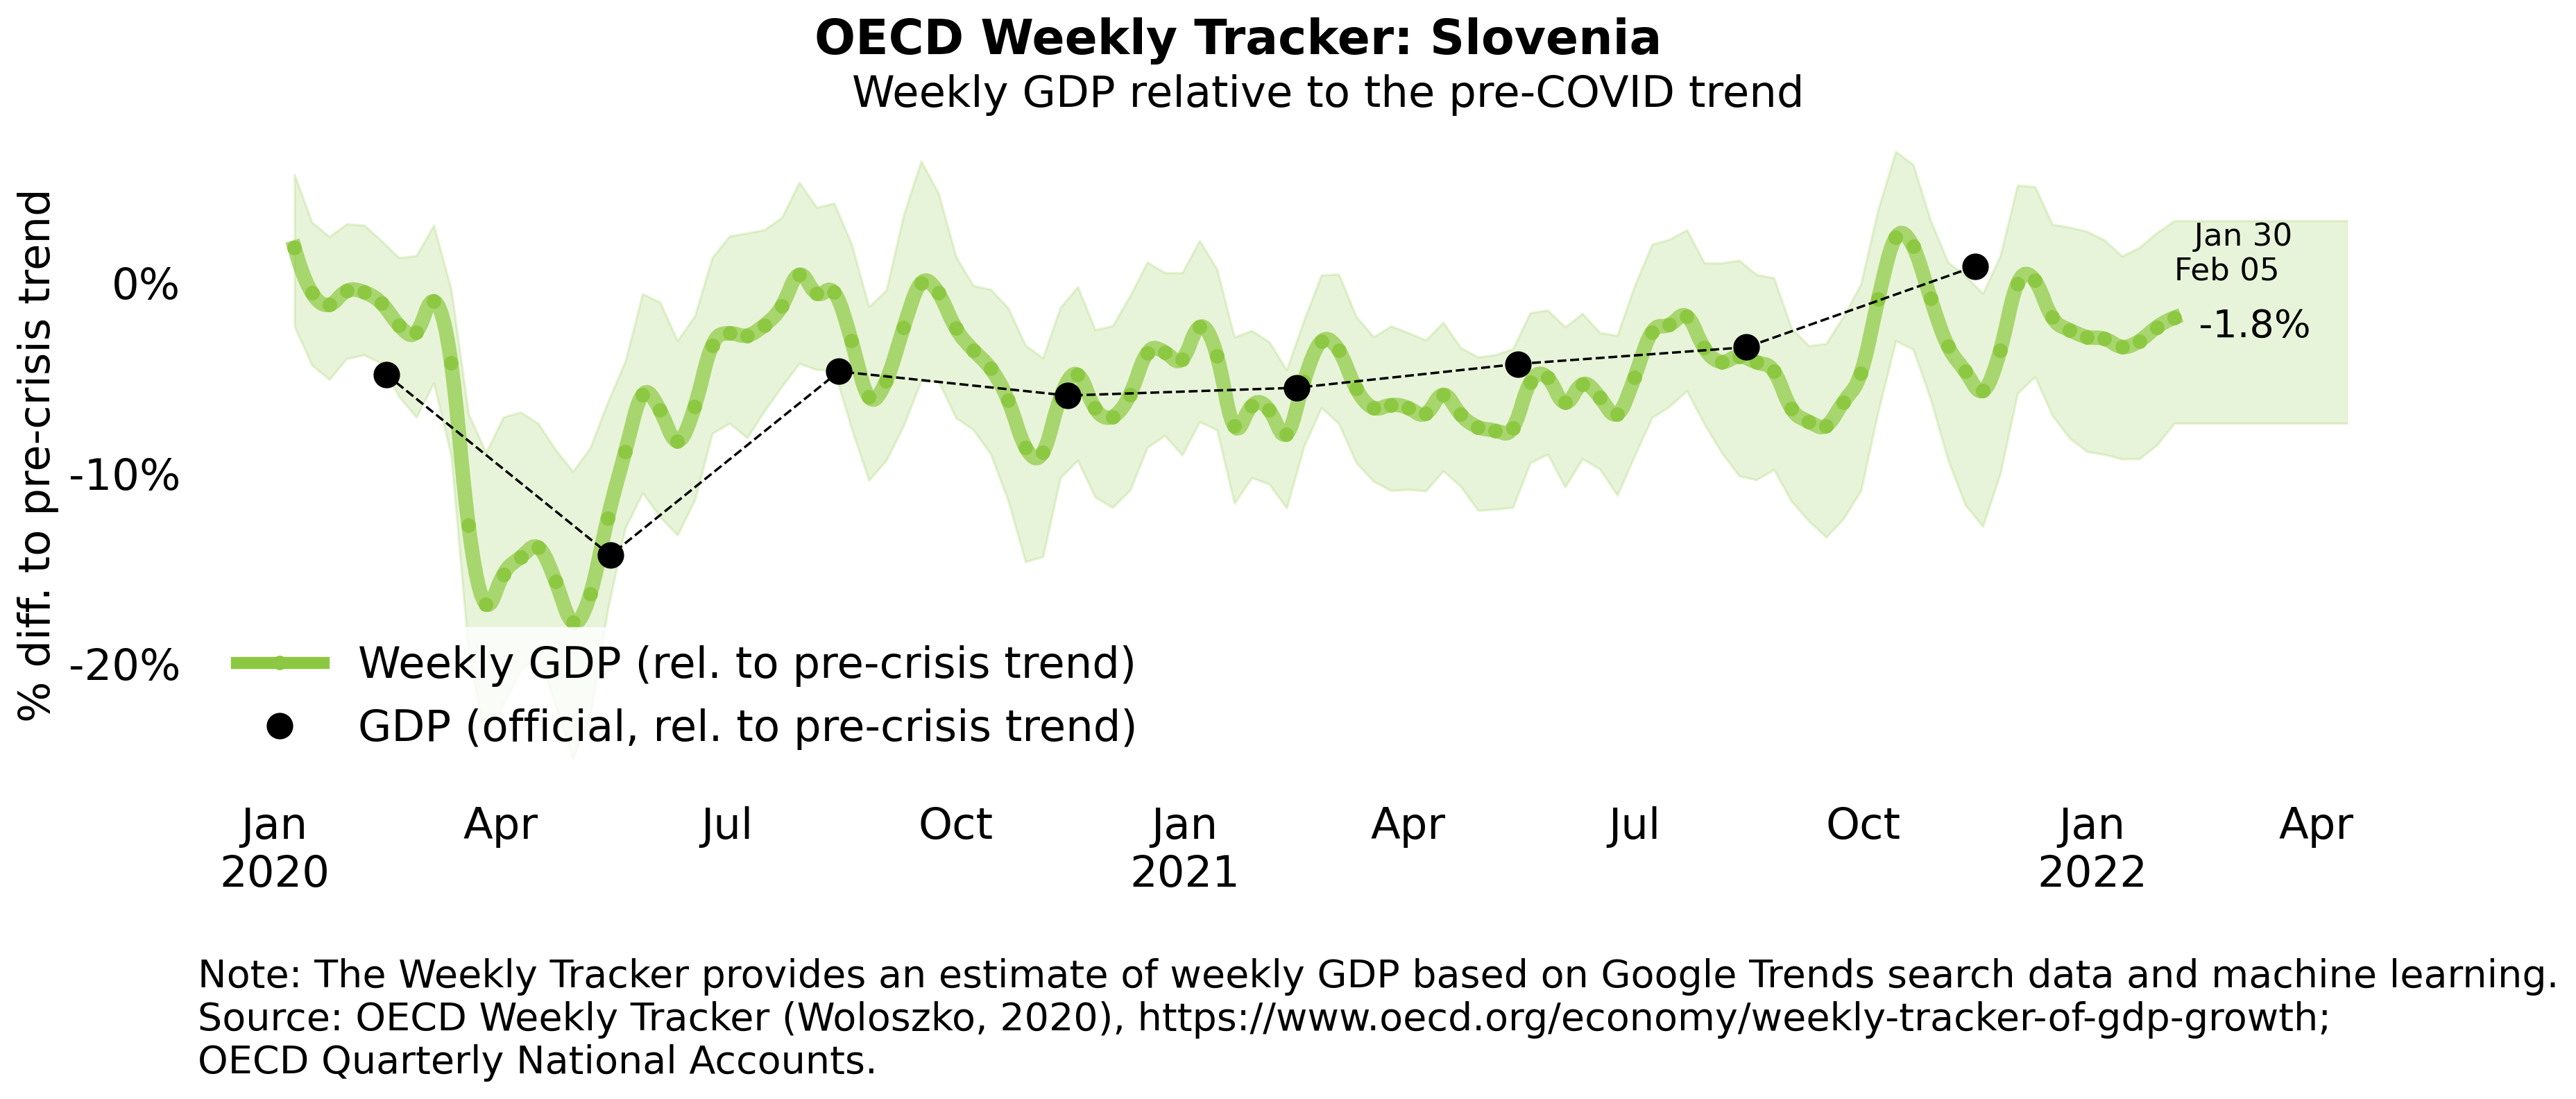 OECD Weekly Tracker: Slovenia
Weekly GDP relative to the pre-COVID trend
% diff. to pre-crisis trend
0%
-10%
-20%
Jan 30
Feb 05
-1.8%
Weekly GDP (rel. to pre-crisis trend)
GDP (official, rel. to pre-crisis trend)
Jan Apr Jul Oct Jan Apr Jul Oct Jan Apr
2020 2021 2022
Note: The Weekly Tracker provides an estimate of weekly GDP based on Google Trends search data and machine learning.
Source: OECD Weekly Tracker (Woloszko, 2020), https://www.oecd.org/economy/weekly-tracker-of-gdp-growth;
OECD Quarterly National Accounts.